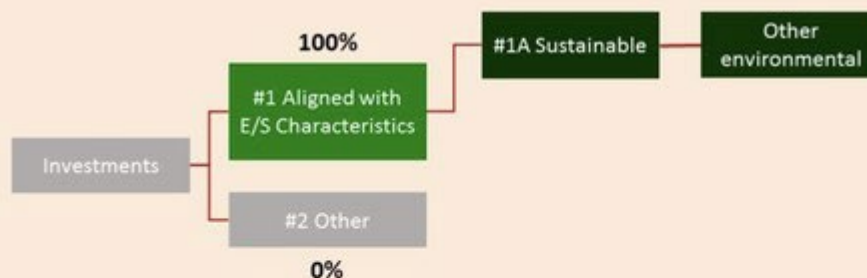 100%
#1 Aligned with
E/S Characteristics
#1A Sustainable
Other
environmental
Investments
#2 Other
0%